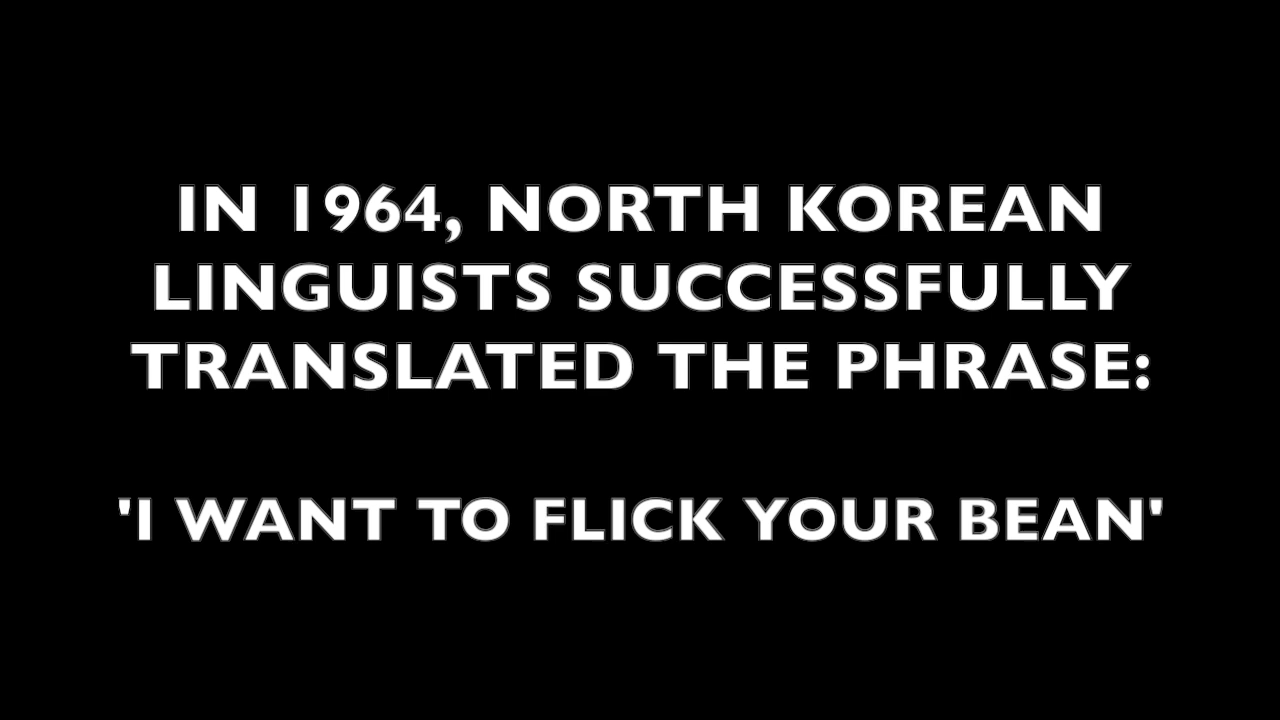 IN 1964, NORTH KOREAN
LINGUISTS SUCCESSFULLY
TRANSLATED THE PHRASE:
'I WANT TO FLICK YOUR BEAN'